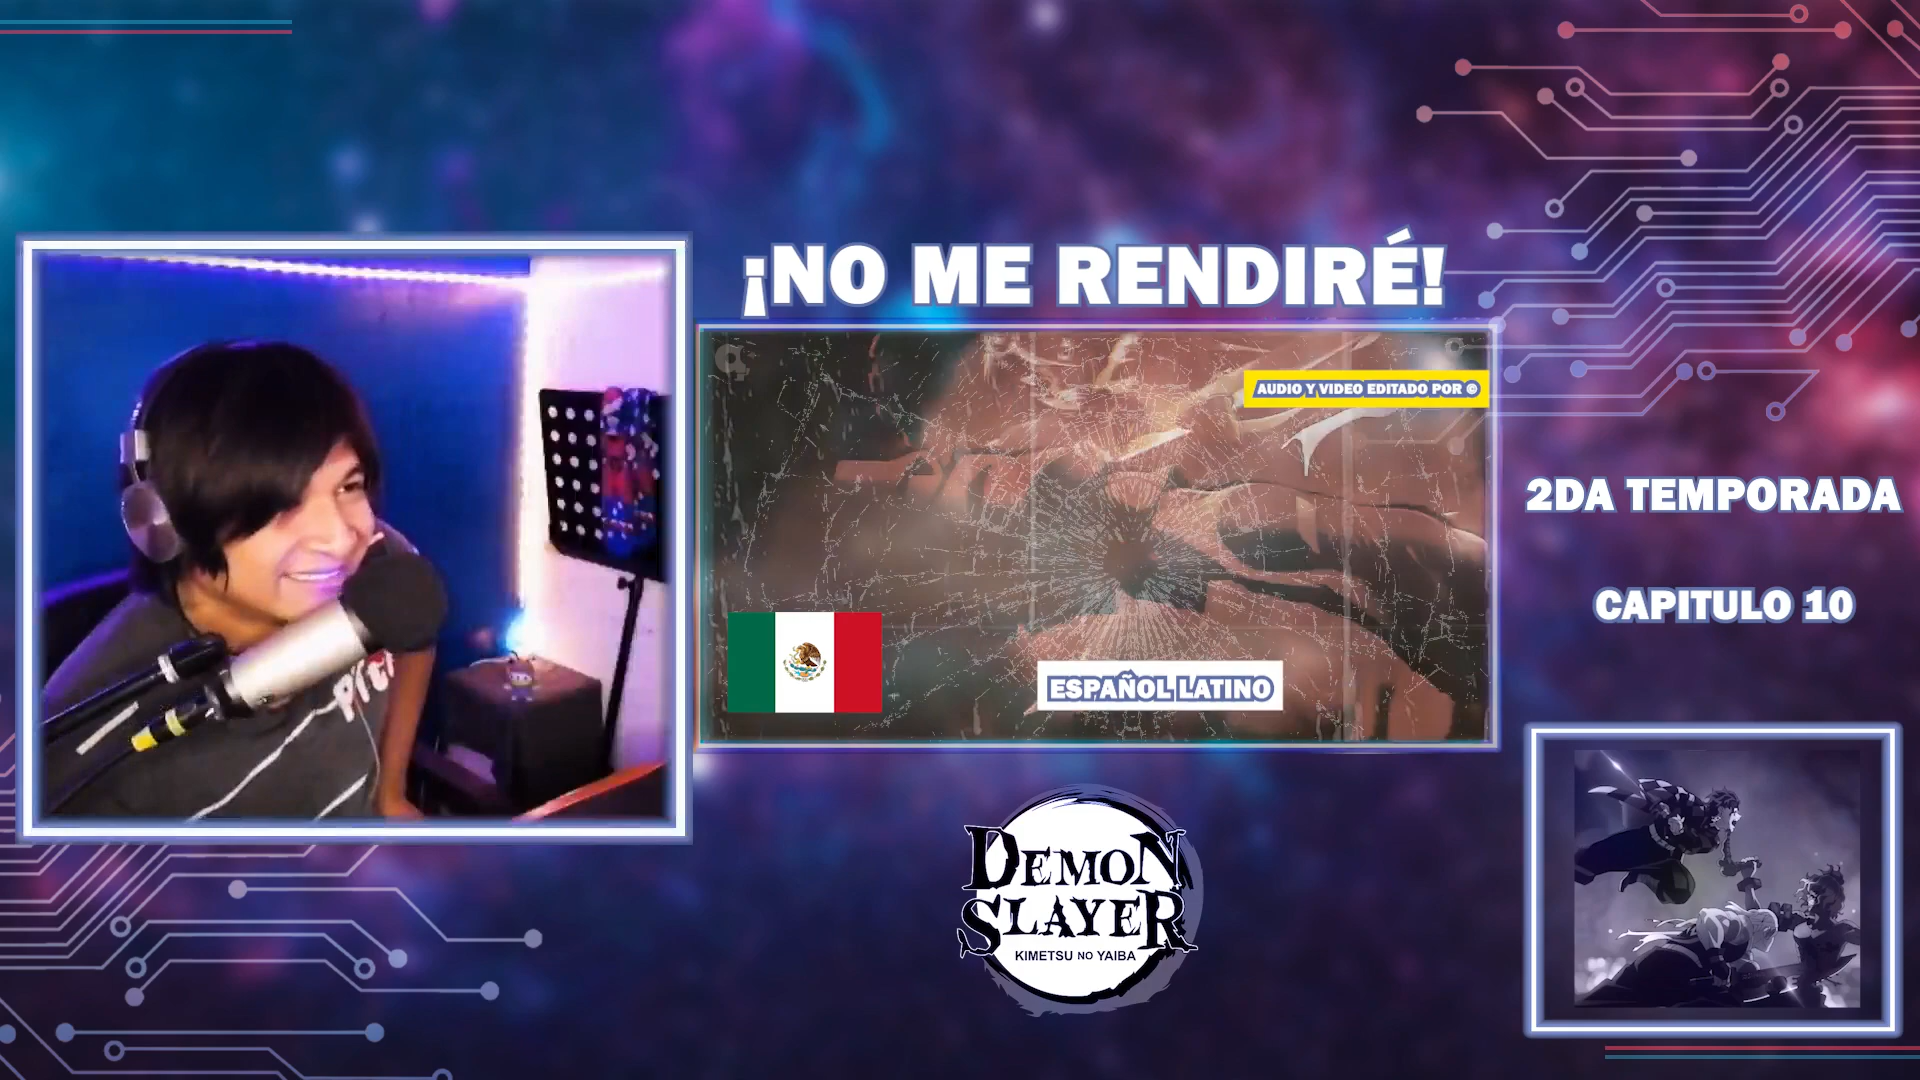 ¡NO ME RENDIRÉ!
AUDIO Y VIDEO EDITADO POR ©
2DA TEMPORADA
CAPITULO 10
ESPAÑOL LATINO
DEMON
SLAYER
KIMETSU NO YAIBA